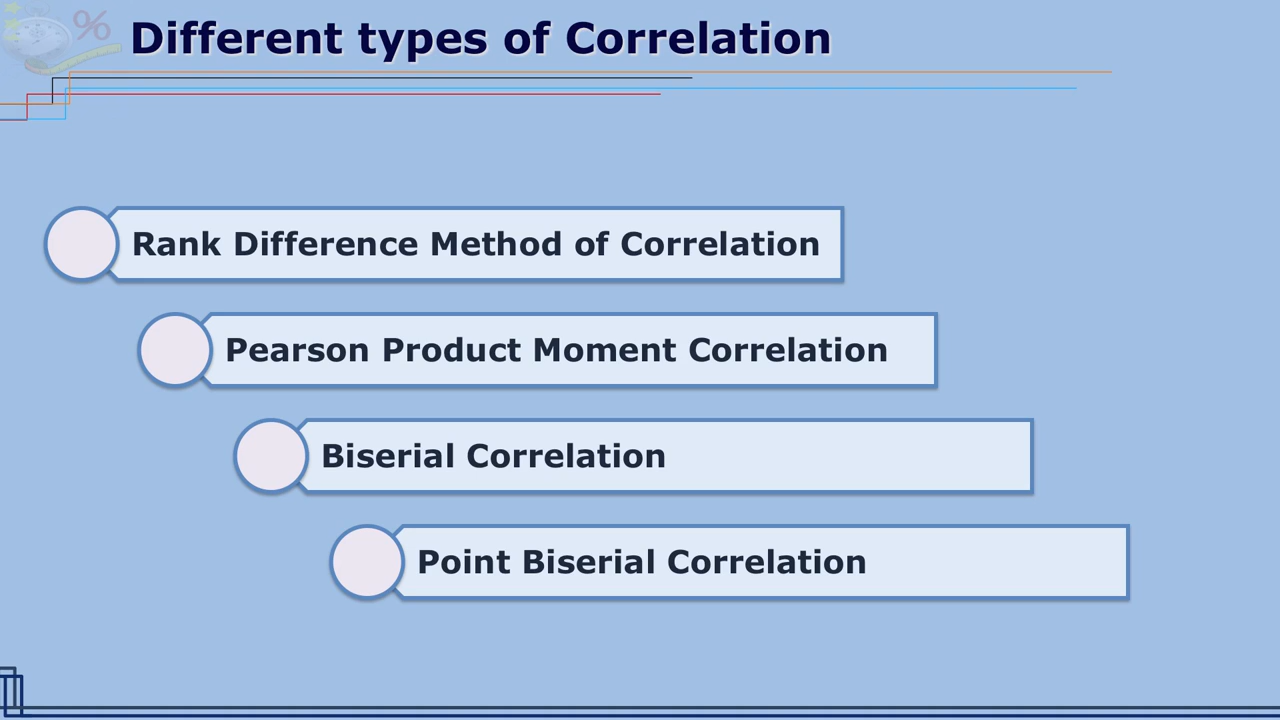 %
Different types of Correlation
Rank Difference Method of Correlation
Pearson Product Moment Correlation
Biserial Correlation
Point Biserial Correlation